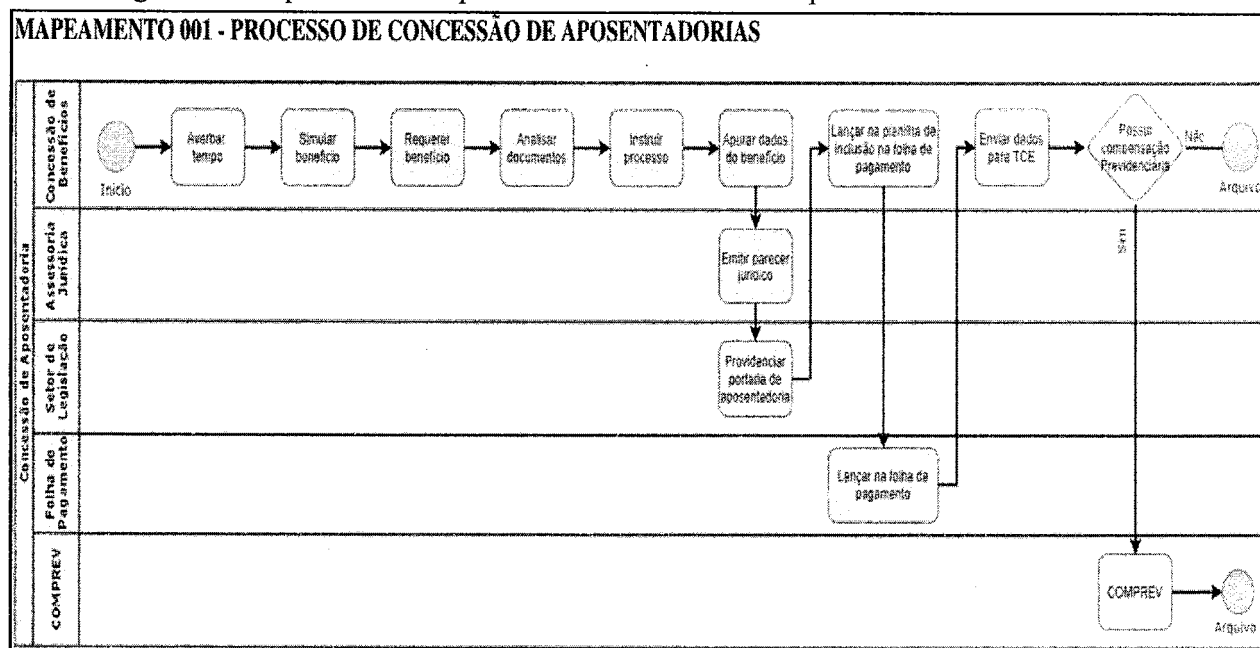 MAPEAMENTO 001 - PROCESSO DE CONCESSÃO DE APOSENTADORIAS
Concessão de Aposentadoria
Concessão de
Benefícios
Início
Averbar
tempo
Simular
benefício
Requerer
benefício
Analisar
documentos
Instruir
processo
Apurar dados
do benefício
Lançar na planilha de
inclusão na folha de
pagamento
Enviar dados
para TCE
Possui
compensação
Previdenciária
Não
Arquivo
Sim
Assessoria
Jurídica
Emitir parecer
jurídico
Setor de
Legislação
Providenciar
portaria de
aposentadoria
Folha de
Pagamento
Lançar na folha de
pagamento
COMPREV
COMPREV
Arquivo